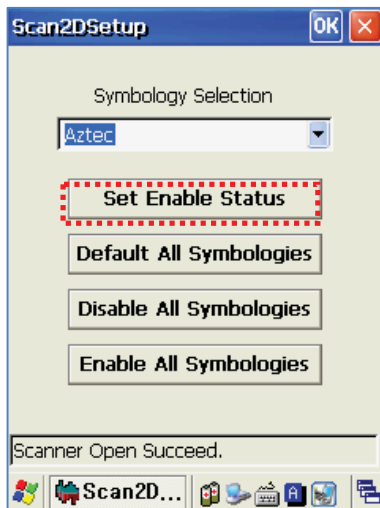 Scan2DSetup OK
Symbology Selection
Aztec
Set Enable Status
Default All Symbologies
Disable All Symbologies
Enable All Symbologies
Scanner Open Succeed.
Scan2D... A